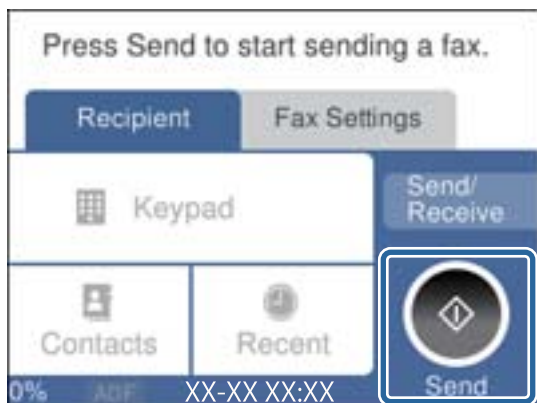 Press Send to start sending a fax.
Recipient
Fax Settings
Keypad
Send/
Receive
Contacts
Recent
0% ADF XX-XX XX:XX
Send